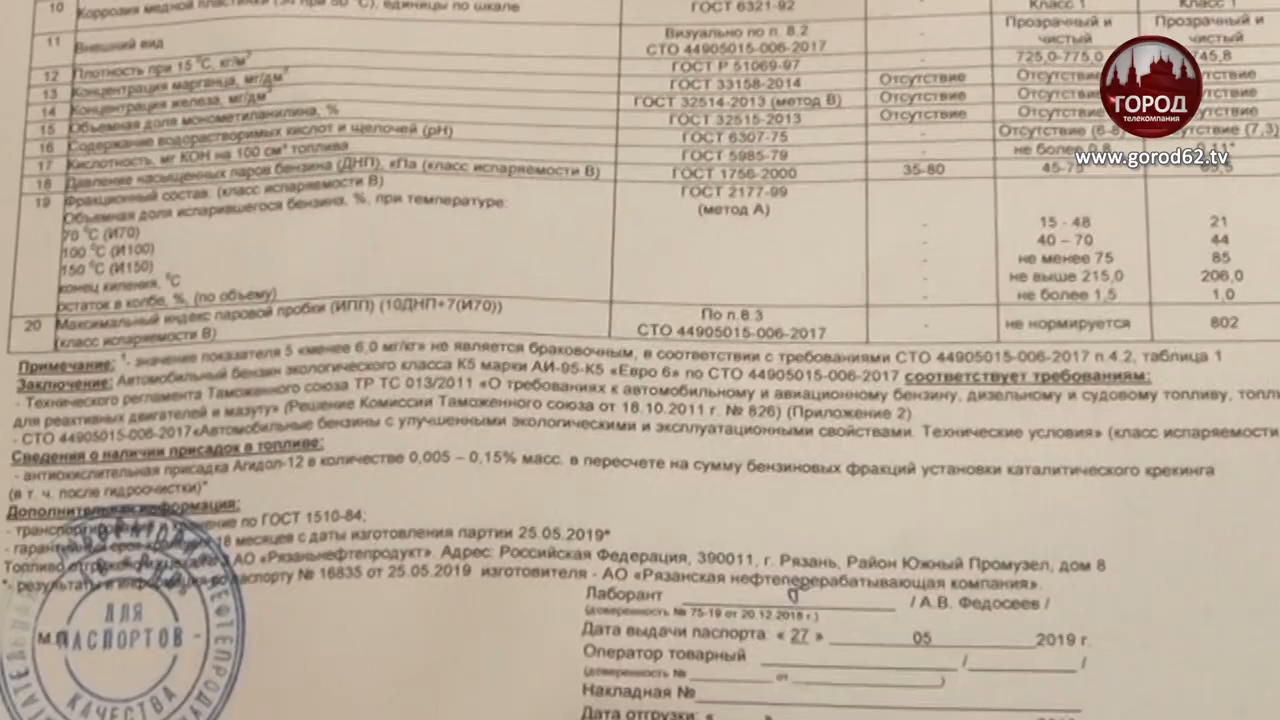 10 Коррозия медной пластинки (3ч при 50 °С), единицы по шкале ГОСТ 6321-92 Класс 1 Класс 1
11 Внешний вид Визуально по п. 8.2 СТО 44905015-006-2017 Прозрачный и чистый Прозрачный и чистый
12 Плотность при 15 °С, кг/м³ ГОСТ Р 51069-97 - 725,0-775,0 745,8
13 Концентрация марганца, мг/дм³ ГОСТ 33158-2014 Отсутствие Отсутствие
14 Концентрация железа, мг/дм³ ГОСТ 32514-2013 (метод В) Отсутствие Отсутствие
15 Объемная доля монометиланилина, % ГОСТ 32515-2013 Отсутствие Отсутствие
16 Содержание водорастворимых кислот и щелочей (pH) ГОСТ 6307-75 - Отсутствие (6-8) (7,3)
17 Кислотность, мг КОН на 100 см³ топлива ГОСТ 5985-79 - не более 0,8
18 Давление насыщенных паров бензина (ДНП), кПа (класс испаряемости В) ГОСТ 1756-2000 35-80 45-75
19 Фракционный состав: (класс испаряемости В) ГОСТ 2177-99
Объемная доля испарившегося бензина, %, при температуре: (метод А)
70 °С (И70) - 15 - 48 21
100 °С (И100) - 40 – 70 44
150 °С (И150) - не менее 75 85
конец кипения, °С - не выше 215,0 206,0
остаток в колбе, %, (по объему) - не более 1,5 1,0
20 Максимальный индекс паровой пробки (ИПП) (10ДНП+7(И70)) По п.8.3
(класс испаряемости В) СТО 44905015-006-2017 - не нормируется 802
Примечание: ¹- значение показателя 5 «менее 6,0 мг/кг» не является браковочным, в соответствии с требованиями СТО 44905015-006-2017 п.4.2, таблица 1
Заключение: Автомобильный бензин экологического класса К5 марки АИ-95-К5 «Евро 6» по СТО 44905015-006-2017 соответствует требованиям:
- Технического регламента Таможенного союза ТР ТС 013/2011 «О требованиях к автомобильному и авиационному бензину, дизельному и судовому топливу,
для реактивных двигателей и мазуту» (Решение Комиссии Таможенного союза от 18.10.2011 г. № 826) (Приложение 2)
- СТО 44905015-006-2017«Автомобильные бензины с улучшенными экологическими и эксплуатационными свойствами. Технические условия» (класс испаряемости
Сведения о наличии присадок в топливе:
- антиокислительная присадка Агидол-12 в количестве 0,005 – 0,15% масс. в пересчете на сумму бензиновых фракций установки каталитического крекинга
(в т. ч. после гидроочистки)*
Дополнительная информация:
по ГОСТ 1510-84;
- гарантийный срок 18 месяцев с даты изготовления партии 25.05.2019*
Топливо АО «Рязаньнефтепродукт». Адрес: Российская Федерация, 390011, г. Рязань, Район Южный Промузел, дом 8
*- результаты и информация по паспорту № 16835 от 25.05.2019 изготовителя - АО «Рязанская нефтеперерабатывающая компания».
Лаборант / А.В. Федосеев /
(доверенность № 75-19 от 20.12.2018 г.)
Дата выдачи паспорта: « 27 » 05 2019 г.
Оператор товарный / /
(доверенность № от )
Накладная №
Дата отгрузки: «
М.П.
ДЛЯ
ПАСПОРТОВ
КАЧЕСТВА
ГОРОД
телекомпания
www.gorod62.tv